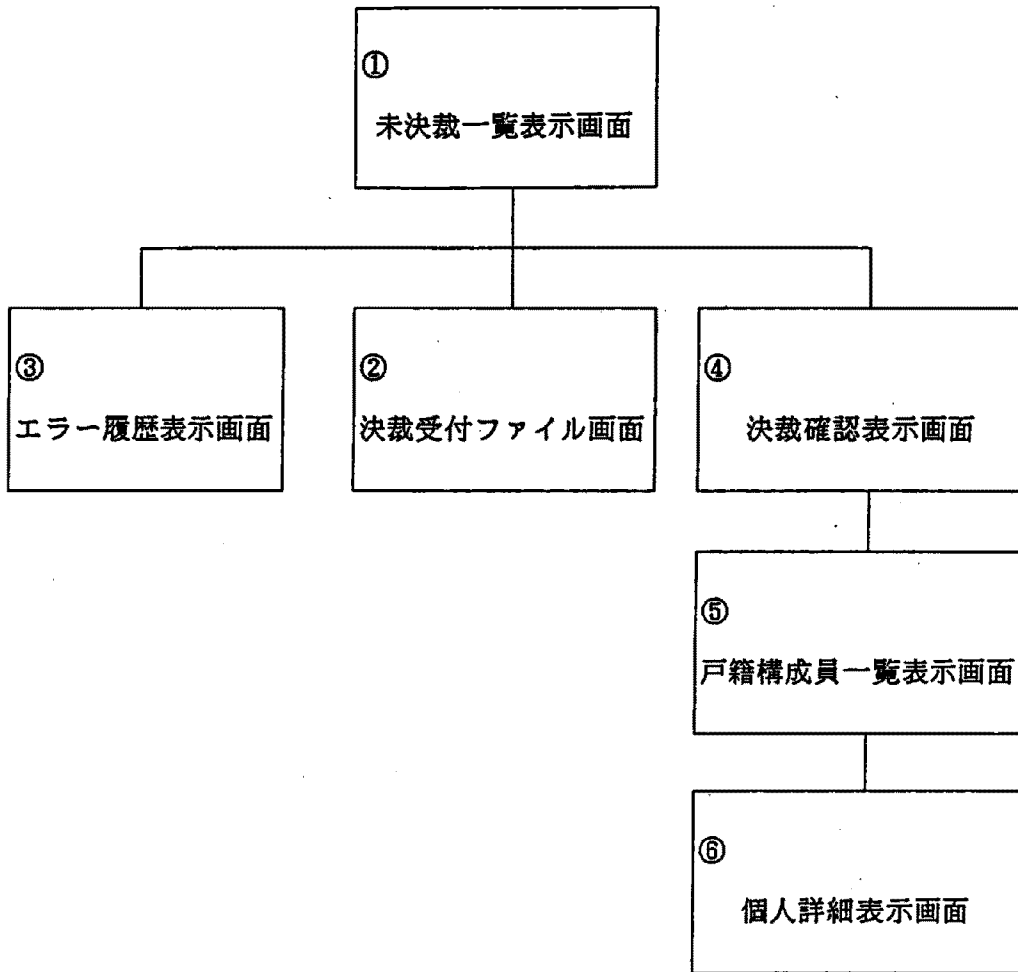 ①
未決裁一覧表示画面
③
エラー履歴表示画面
②
決裁受付ファイル画面
④
決裁確認表示画面
⑤
戸籍構成員一覧表示画面
⑥
個人詳細表示画面